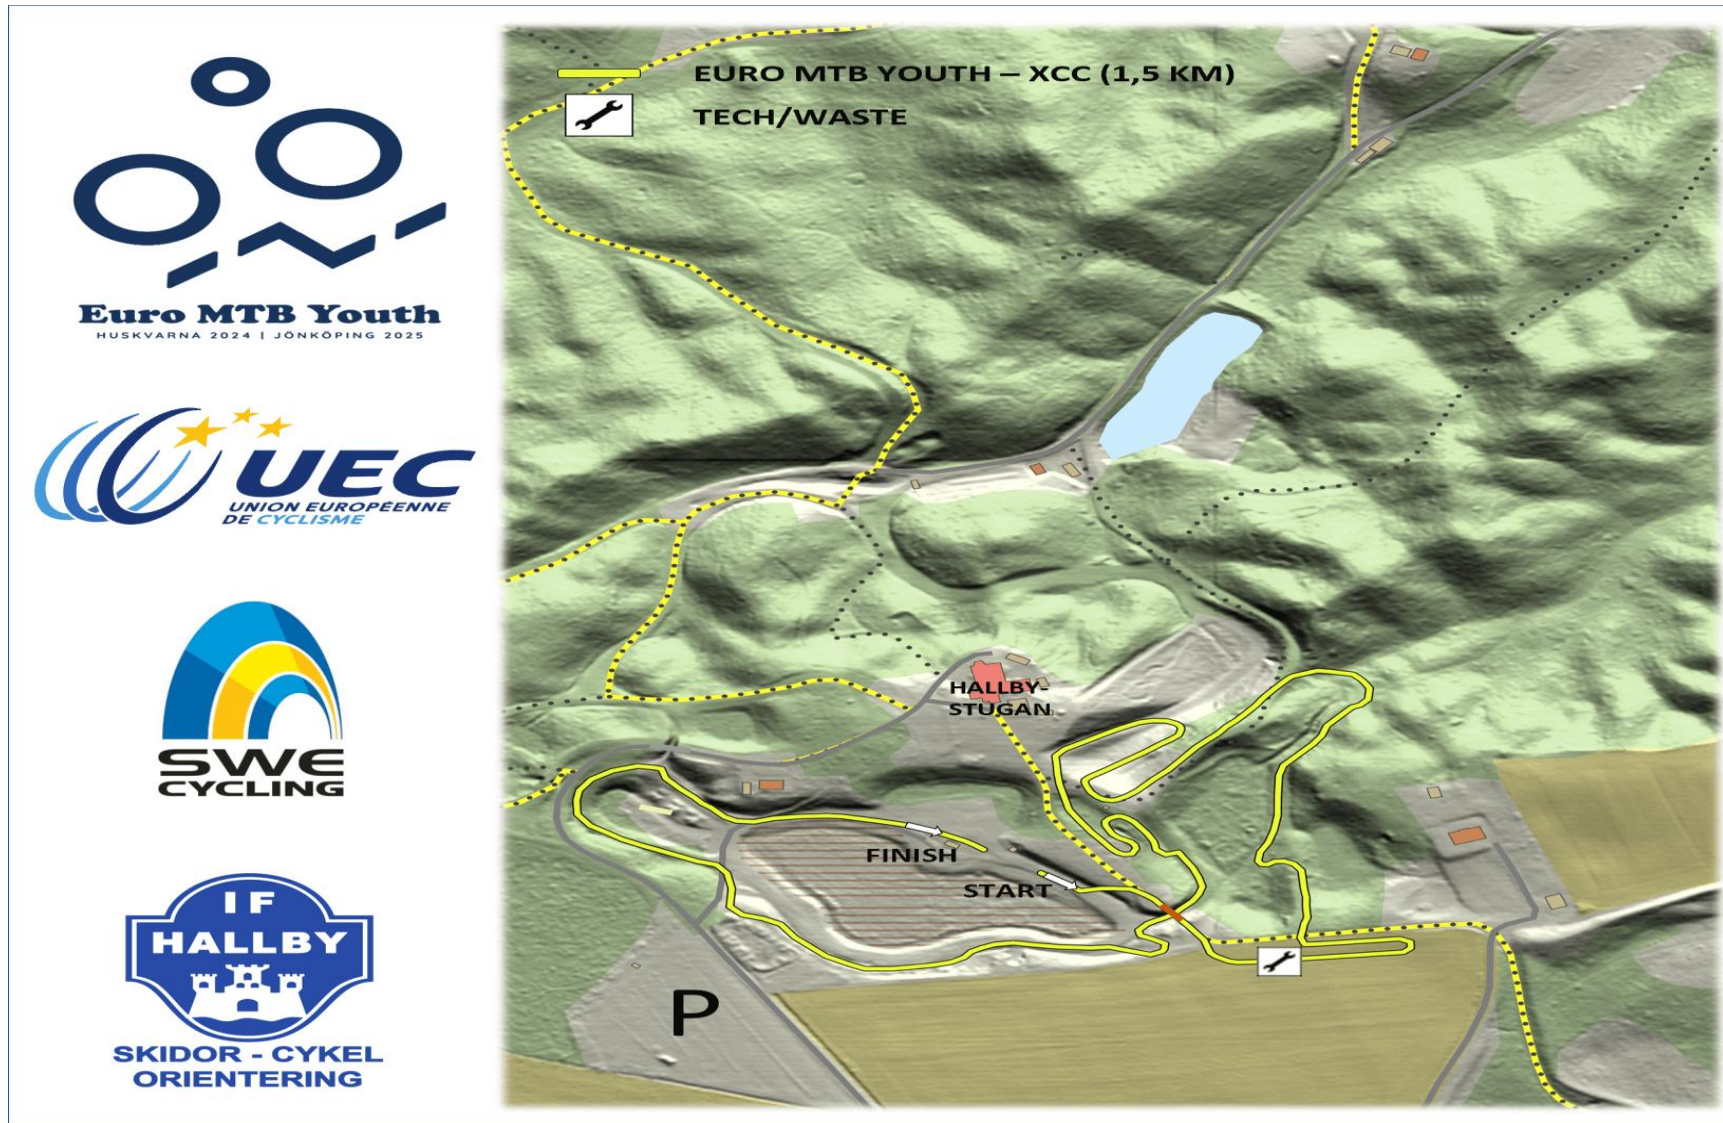 Euro MTB Youth
HUSKVARNA 2024 | JÖNKÖPING 2025
UEC
UNION EUROPÉENNE
DE CYCLISME
SWE
CYCLING
IF
HALLBY
SKIDOR - CYKEL
ORIENTERING
EURO MTB YOUTH – XCC (1,5 KM)
TECH/WASTE
HALLBY-
STUGAN
FINISH
START
P